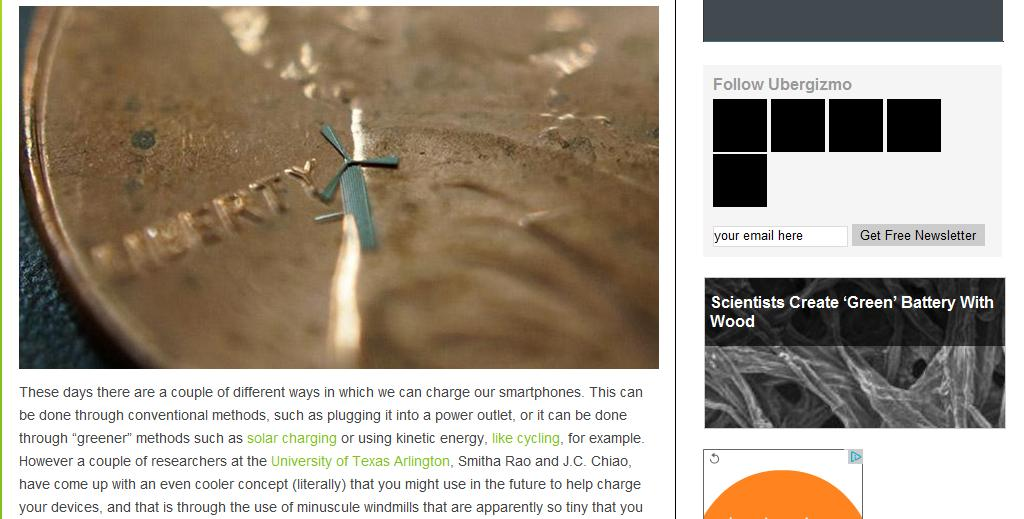 LIBERTY
These days there are a couple of different ways in which we can charge our smartphones. This can
be done through conventional methods, such as plugging it into a power outlet, or it can be done
through “greener” methods such as solar charging or using kinetic energy, like cycling, for example.
However a couple of researchers at the University of Texas Arlington, Smitha Rao and J.C. Chiao,
have come up with an even cooler concept (literally) that you might use in the future to help charge
your devices, and that is through the use of minuscule windmills that are apparently so tiny that you
Follow Ubergizmo
your email here
Get Free Newsletter
Scientists Create ‘Green’ Battery With
Wood